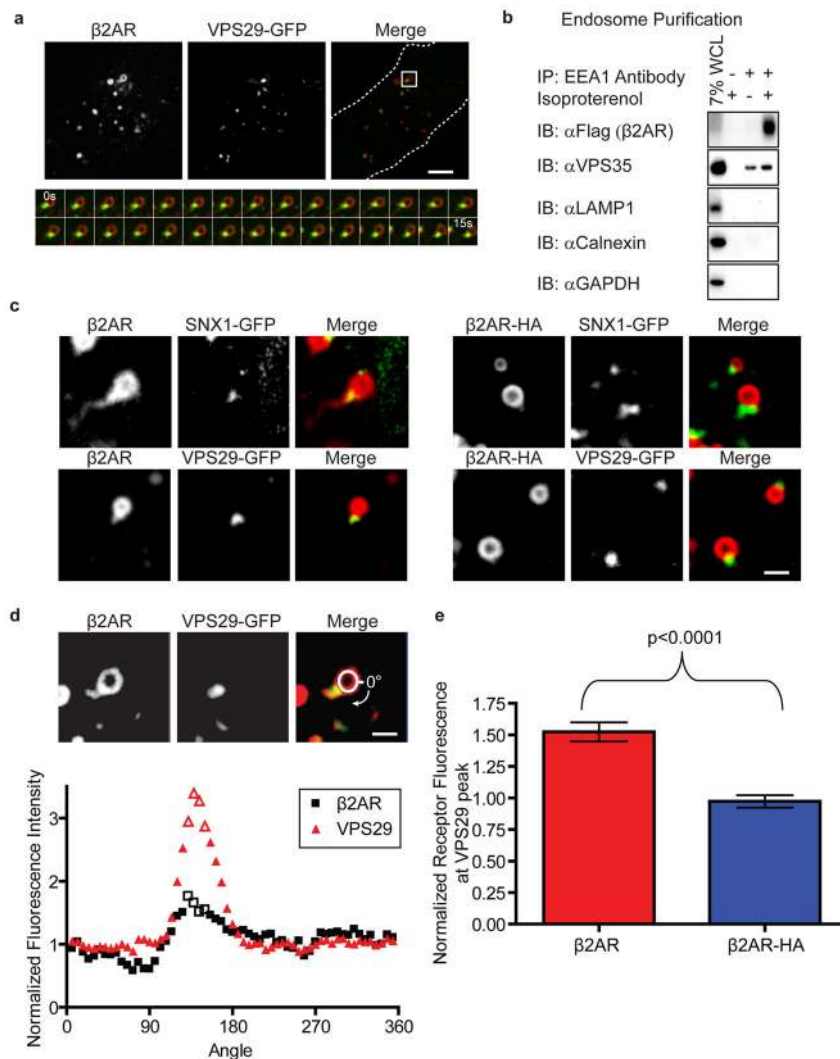 a
β2AR VPS29-GFP Merge
0s
15s
b
Endosome Purification
7% WCL
IP: EEA1 Antibody - + +
Isoproterenol + - +
IB: αFlag (β2AR)
IB: αVPS35
IB: αLAMP1
IB: αCalnexin
IB: αGAPDH
c
β2AR SNX1-GFP Merge
β2AR-HA SNX1-GFP Merge
β2AR VPS29-GFP Merge
β2AR-HA VPS29-GFP Merge
d
β2AR VPS29-GFP Merge
0°
Normalized Fluorescence Intensity
3
2
1
0
β2AR
VPS29
0 90 180 270 360
Angle
e
p<0.0001
Normalized Receptor Fluorescence
at VPS29 peak
1.75
1.50
1.25
1.00
0.75
0.50
0.25
0.00
β2AR β2AR-HA